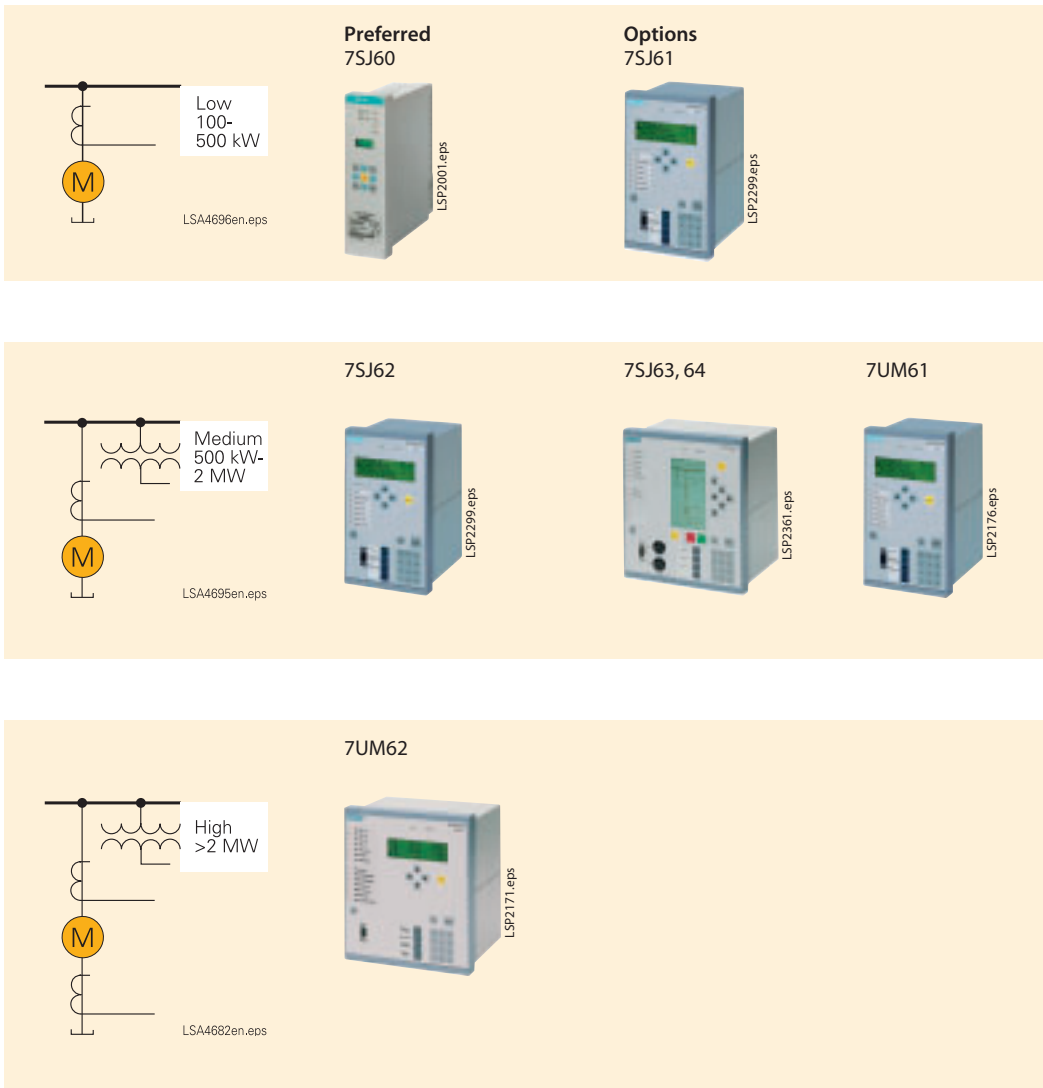 Preferred
7SJ60
Options
7SJ61
Low
100-
500 kW
M
LSA4696en.eps
LSP2001.eps
LSP2299.eps
7SJ62
7SJ63, 64
7UM61
Medium
500 kW-
2 MW
M
LSA4695en.eps
LSP2299.eps
LSP2361.eps
LSP2176.eps
7UM62
High
>2 MW
M
LSA4682en.eps
LSP2171.eps